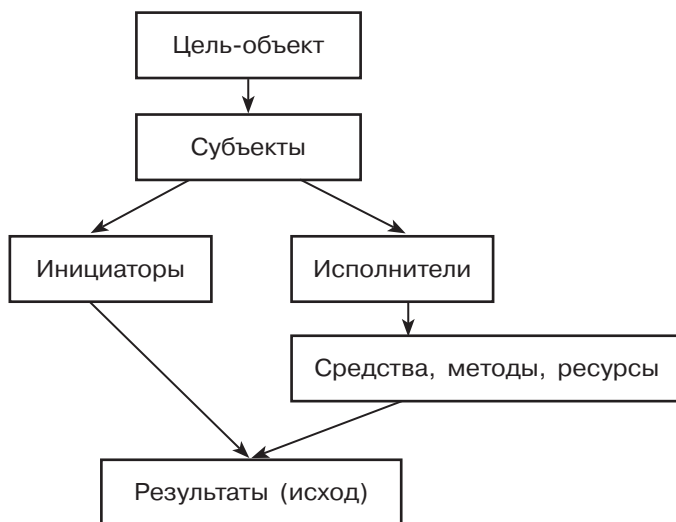 Цель-объект
Субъекты
Инициаторы
Исполнители
Средства, методы, ресурсы
Результаты (исход)